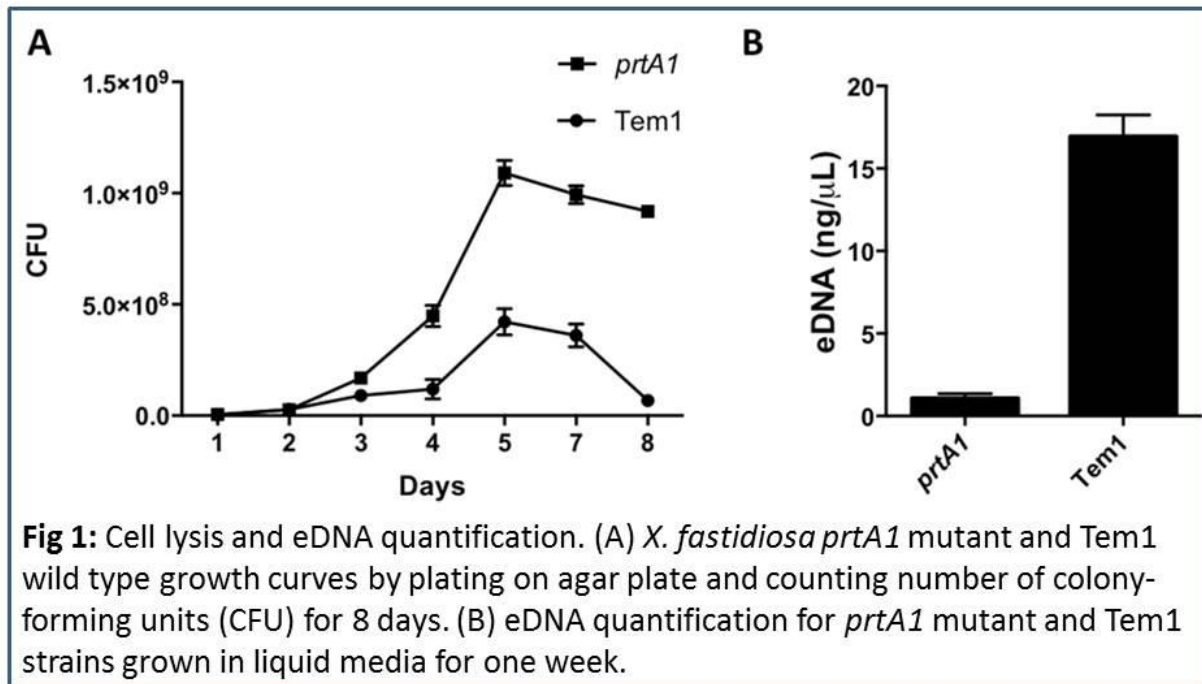 A
B
prtA1
Tem1
1.5×10⁹
1.0×10⁹
5.0×10⁸
0.0
CFU
1 2 3 4 5 7 8
Days
20
15
10
5
0
eDNA (ng/μL)
prtA1
Tem1
Fig 1: Cell lysis and eDNA quantification. (A) X. fastidiosa prtA1 mutant and Tem1
wild type growth curves by plating on agar plate and counting number of colony-
forming units (CFU) for 8 days. (B) eDNA quantification for prtA1 mutant and Tem1
strains grown in liquid media for one week.